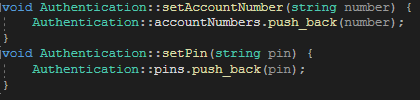 void Authentication::setAccountNumber(string number) {
    Authentication::accountNumbers.push_back(number);
}
void Authentication::setPin(string pin) {
    Authentication::pins.push_back(pin);
}